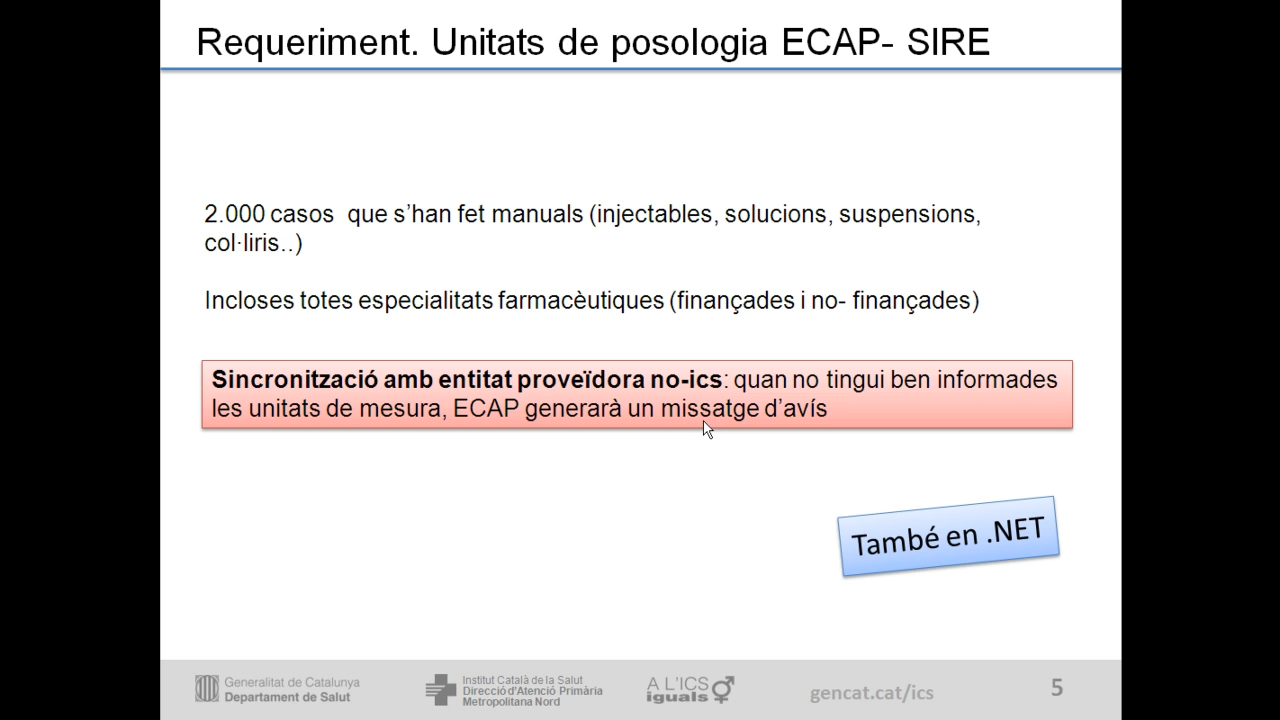 Requeriment. Unitats de posologia ECAP- SIRE
2.000 casos  que s’han fet manuals (injectables, solucions, suspensions,
col·liris..)
Incloses totes especialitats farmacèutiques (finançades i no- finançades)
Sincronització amb entitat proveïdora no-ics: quan no tingui ben informades
les unitats de mesura, ECAP generarà un missatge d’avís
També en .NET
Generalitat de Catalunya
Departament de Salut
Institut Català de la Salut
Direcció d'Atenció Primària
Metropolitana Nord
A L'ICS
iguals
gencat.cat/ics
5